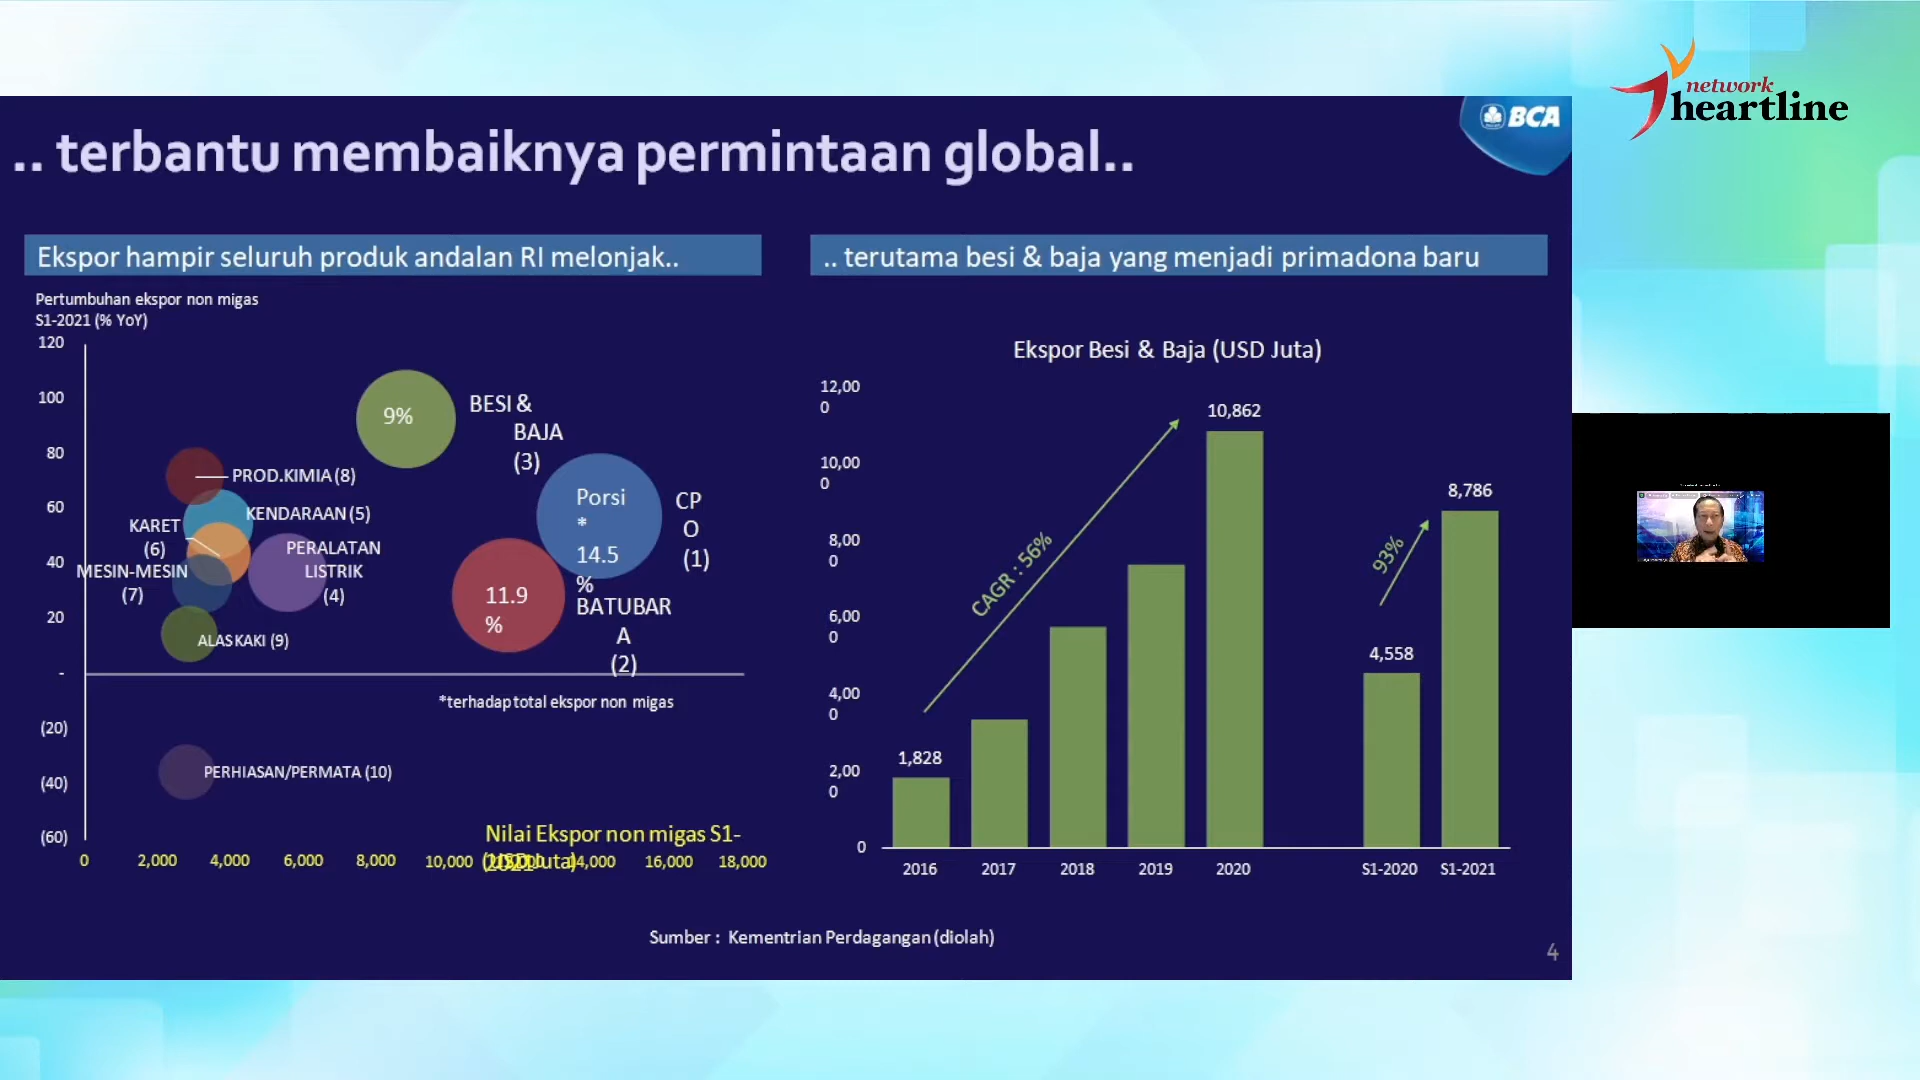 network
heartline
BCA
.. terbantu membaiknya permintaan global..
Ekspor hampir seluruh produk andalan RI melonjak..
Pertumbuhan ekspor non migas
S1-2021 (% YoY)
120
100
80
60
40
20
-
(20)
(40)
(60)
9%
BESI &
BAJA
(3)
PROD.KIMIA (8)
KENDARAAN (5)
KARET
(6)
PERALATAN
LISTRIK
(4)
MESIN-MESIN
(7)
ALAS KAKI (9)
Porsi
*
14.5
%
CP
O
(1)
11.9
%
BATUBAR
A
(2)
*terhadap total ekspor non migas
PERHIASAN/PERMATA (10)
Nilai Ekspor non migas S1-
2021
(USD Juta)
0 2,000 4,000 6,000 8,000 10,000 14,000 16,000 18,000
.. terutama besi & baja yang menjadi primadona baru
Ekspor Besi & Baja (USD Juta)
12,00
0
10,00
0
8,00
0
6,00
0
4,00
0
2,00
0
0
1,828
CAGR : 56%
10,862
4,558
93%
8,786
2016 2017 2018 2019 2020 S1-2020 S1-2021
Sumber : Kementrian Perdagangan (diolah)
4